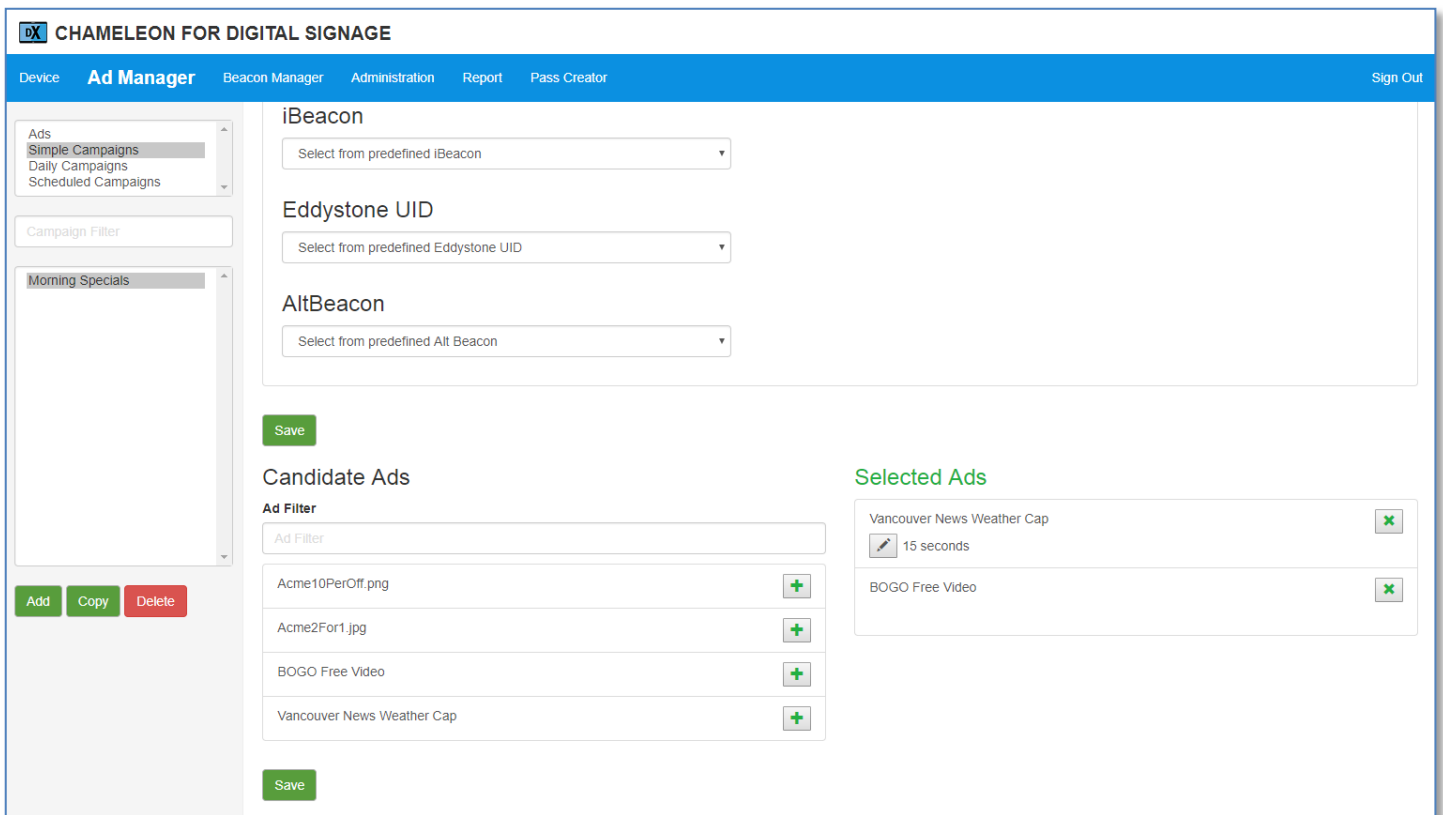 DX CHAMELEON FOR DIGITAL SIGNAGE
Device Ad Manager Beacon Manager Administration Report Pass Creator Sign Out
Ads
Simple Campaigns
Daily Campaigns
Scheduled Campaigns
Campaign Filter
Morning Specials
Add Copy Delete
iBeacon
Select from predefined iBeacon
Eddystone UID
Select from predefined Eddystone UID
AltBeacon
Select from predefined Alt Beacon
Save
Candidate Ads
Ad Filter
Ad Filter
Acme10PerOff.png
Acme2For1.jpg
BOGO Free Video
Vancouver News Weather Cap
Save
Selected Ads
Vancouver News Weather Cap
15 seconds
BOGO Free Video